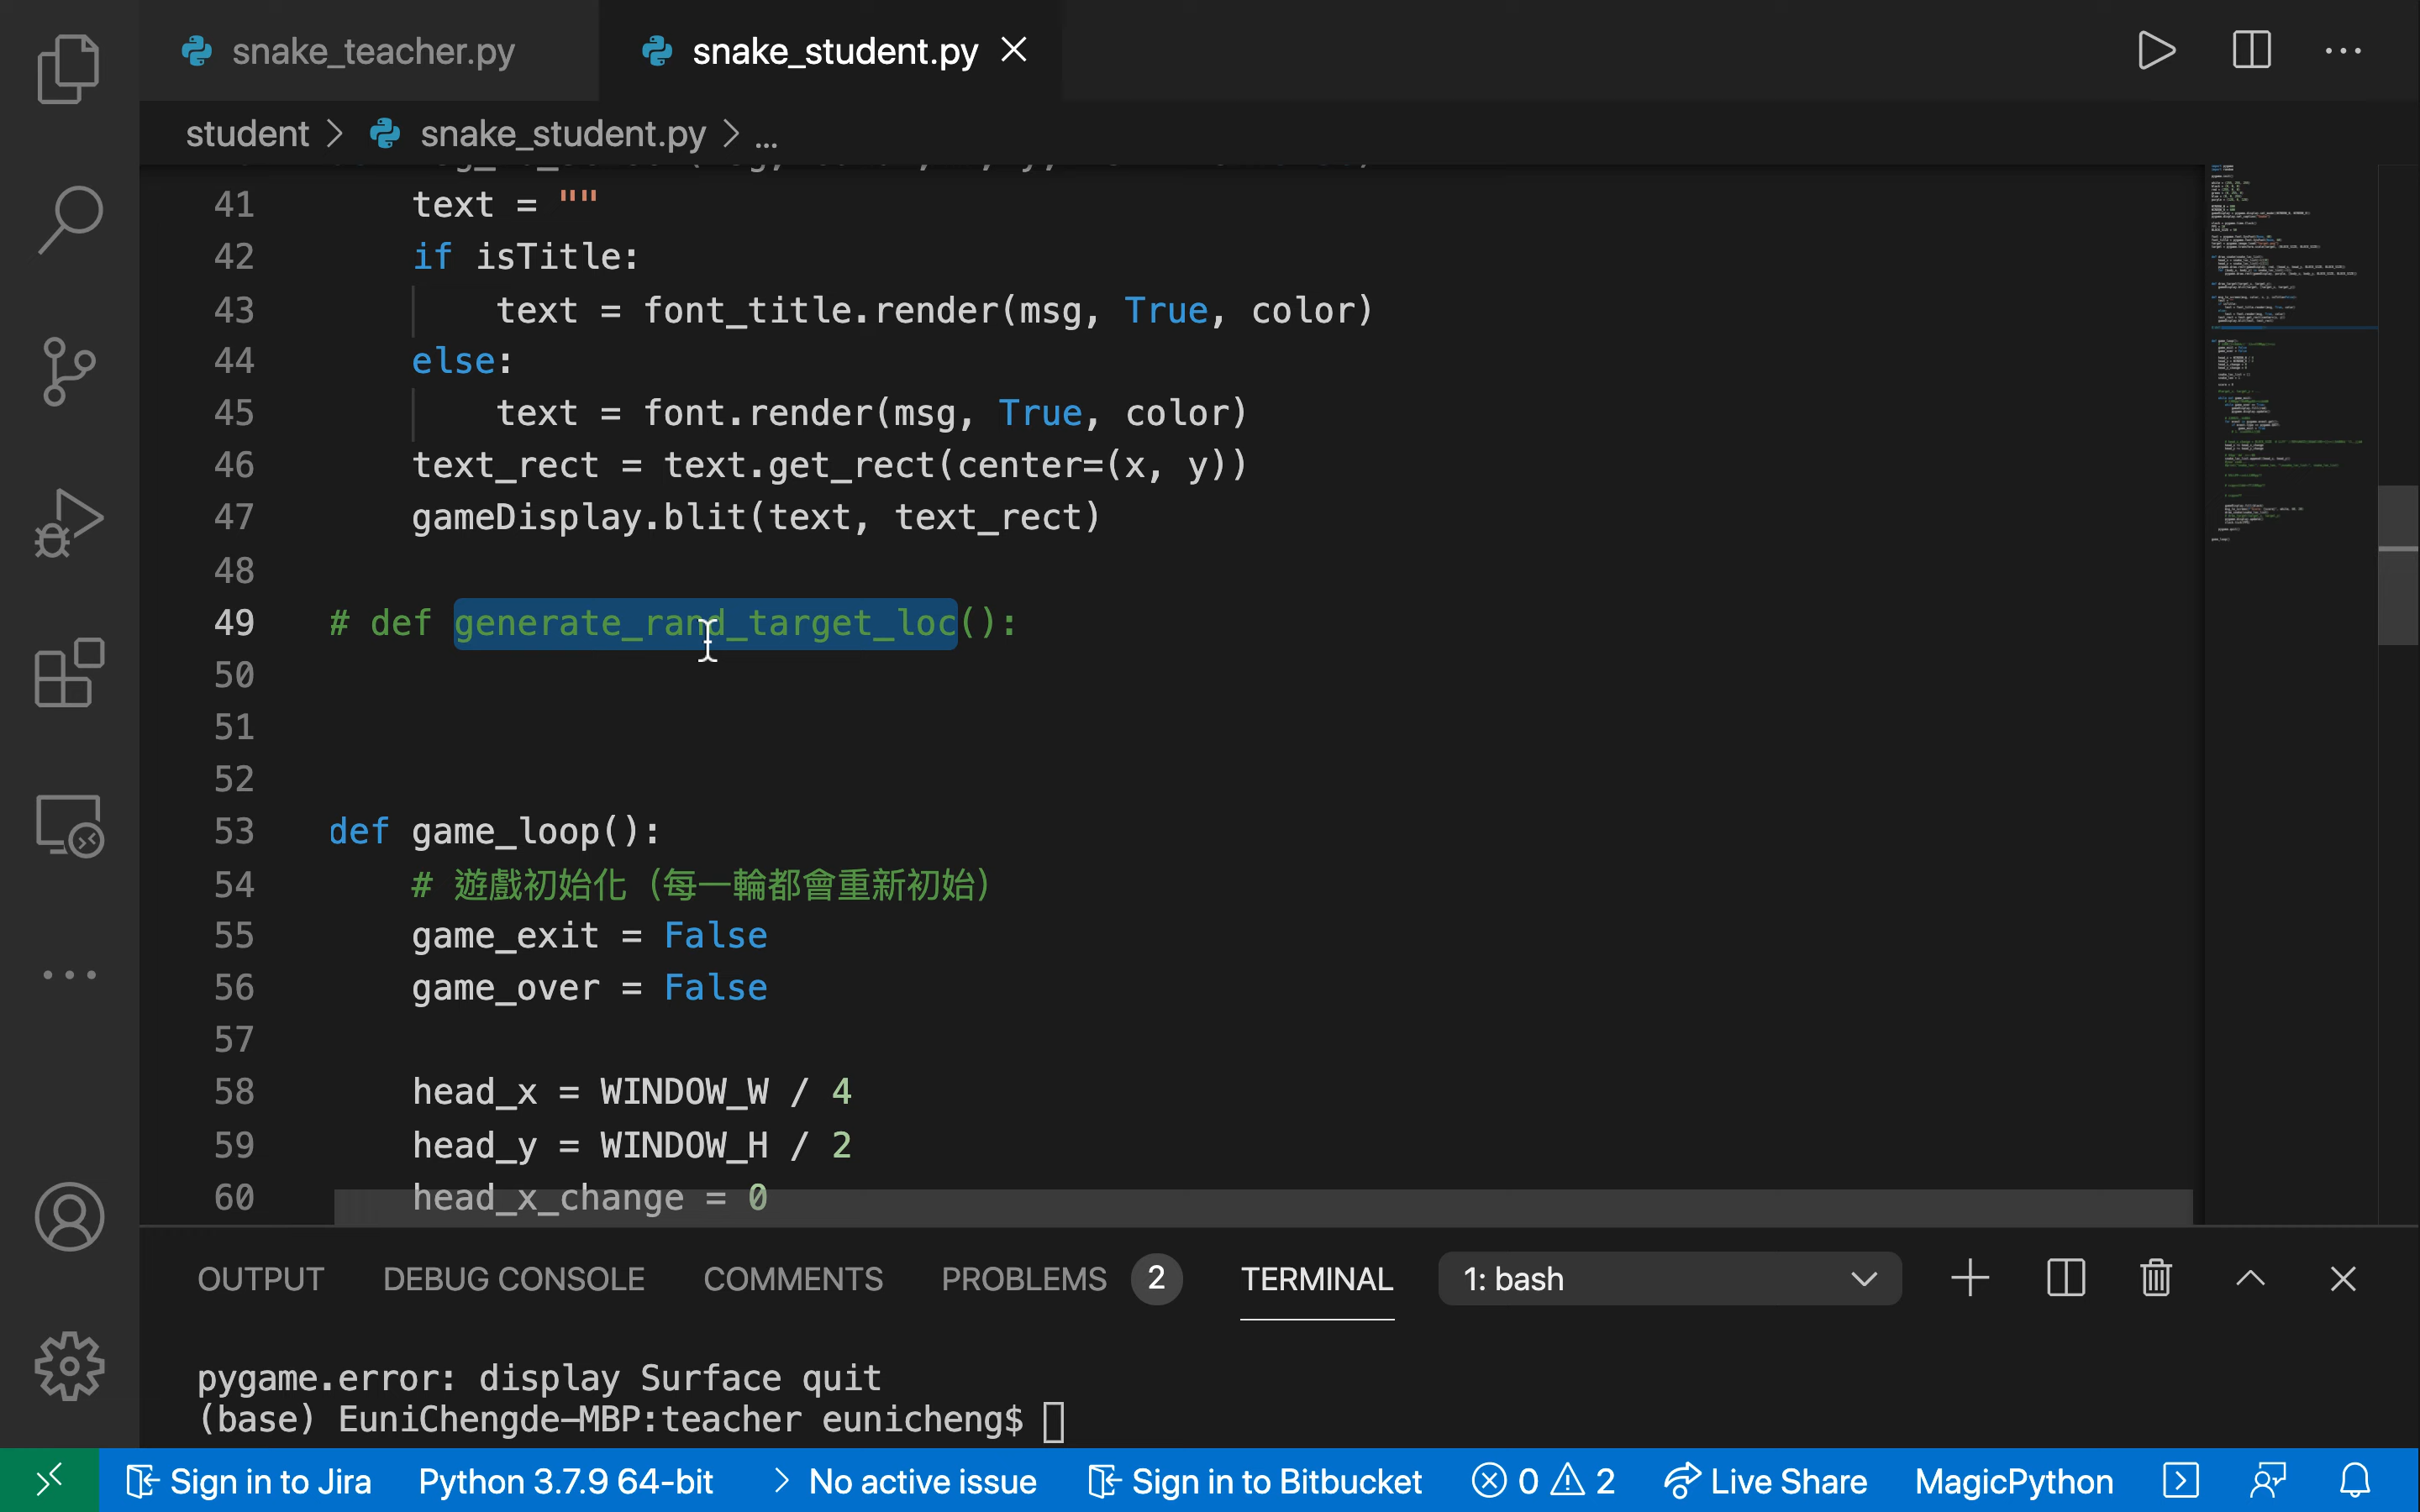 snake_teacher.py
snake_student.py
student > snake_student.py > ...
41 text = ""
42 if isTitle:
43 text = font_title.render(msg, True, color)
44 else:
45 text = font.render(msg, True, color)
46 text_rect = text.get_rect(center=(x, y))
47 gameDisplay.blit(text, text_rect)
48
49 # def generate_rand_target_loc():
50
51
52
53 def game_loop():
54 # 遊戲初始化 (每一輪都會重新初始)
55 game_exit = False
56 game_over = False
57
58 head_x = WINDOW_W / 4
59 head_y = WINDOW_H / 2
60 head_x_change = 0
OUTPUT DEBUG CONSOLE COMMENTS PROBLEMS 2 TERMINAL 1: bash
pygame.error: display Surface quit
(base) EuniChengde-MBP:teacher eunicheng$
Sign in to Jira Python 3.7.9 64-bit No active issue Sign in to Bitbucket 0 2 Live Share MagicPython